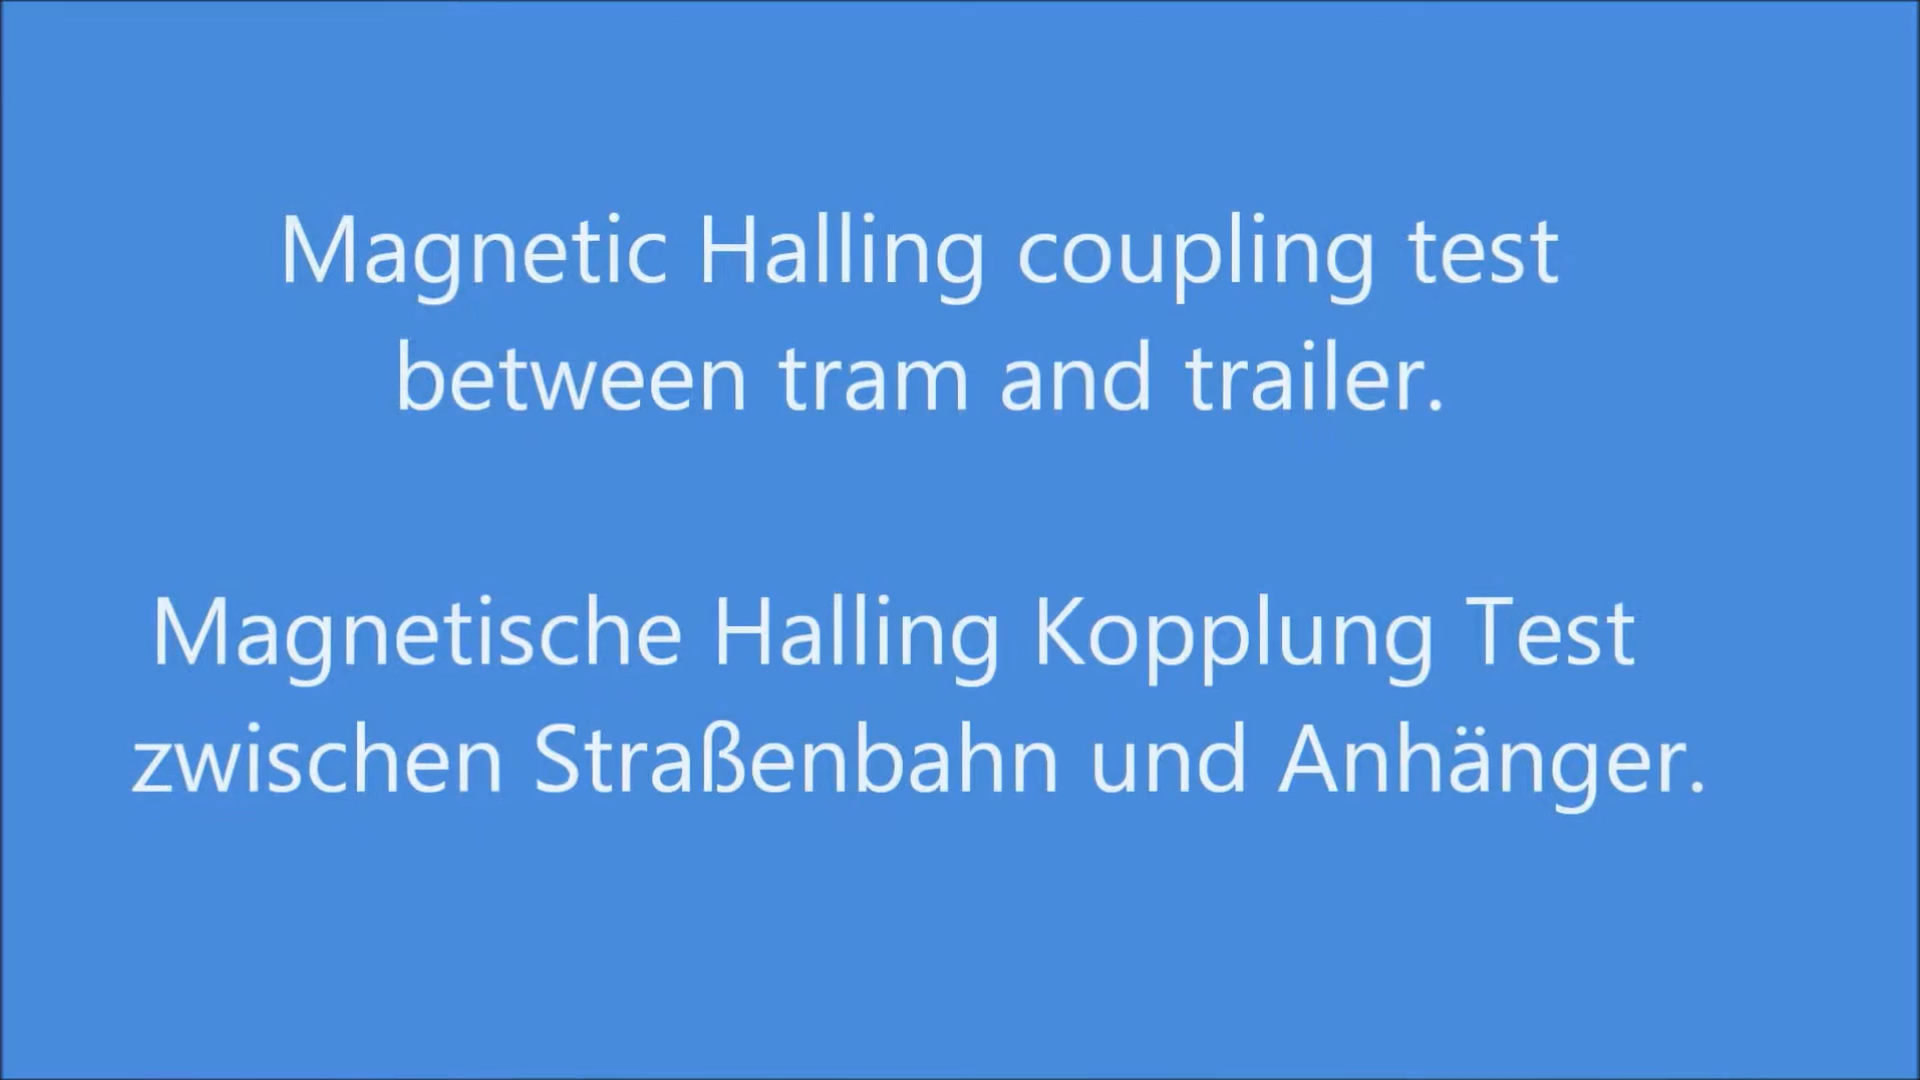 Magnetic Halling coupling test
between tram and trailer.
Magnetische Halling Kopplung Test
zwischen Straßenbahn und Anhänger.